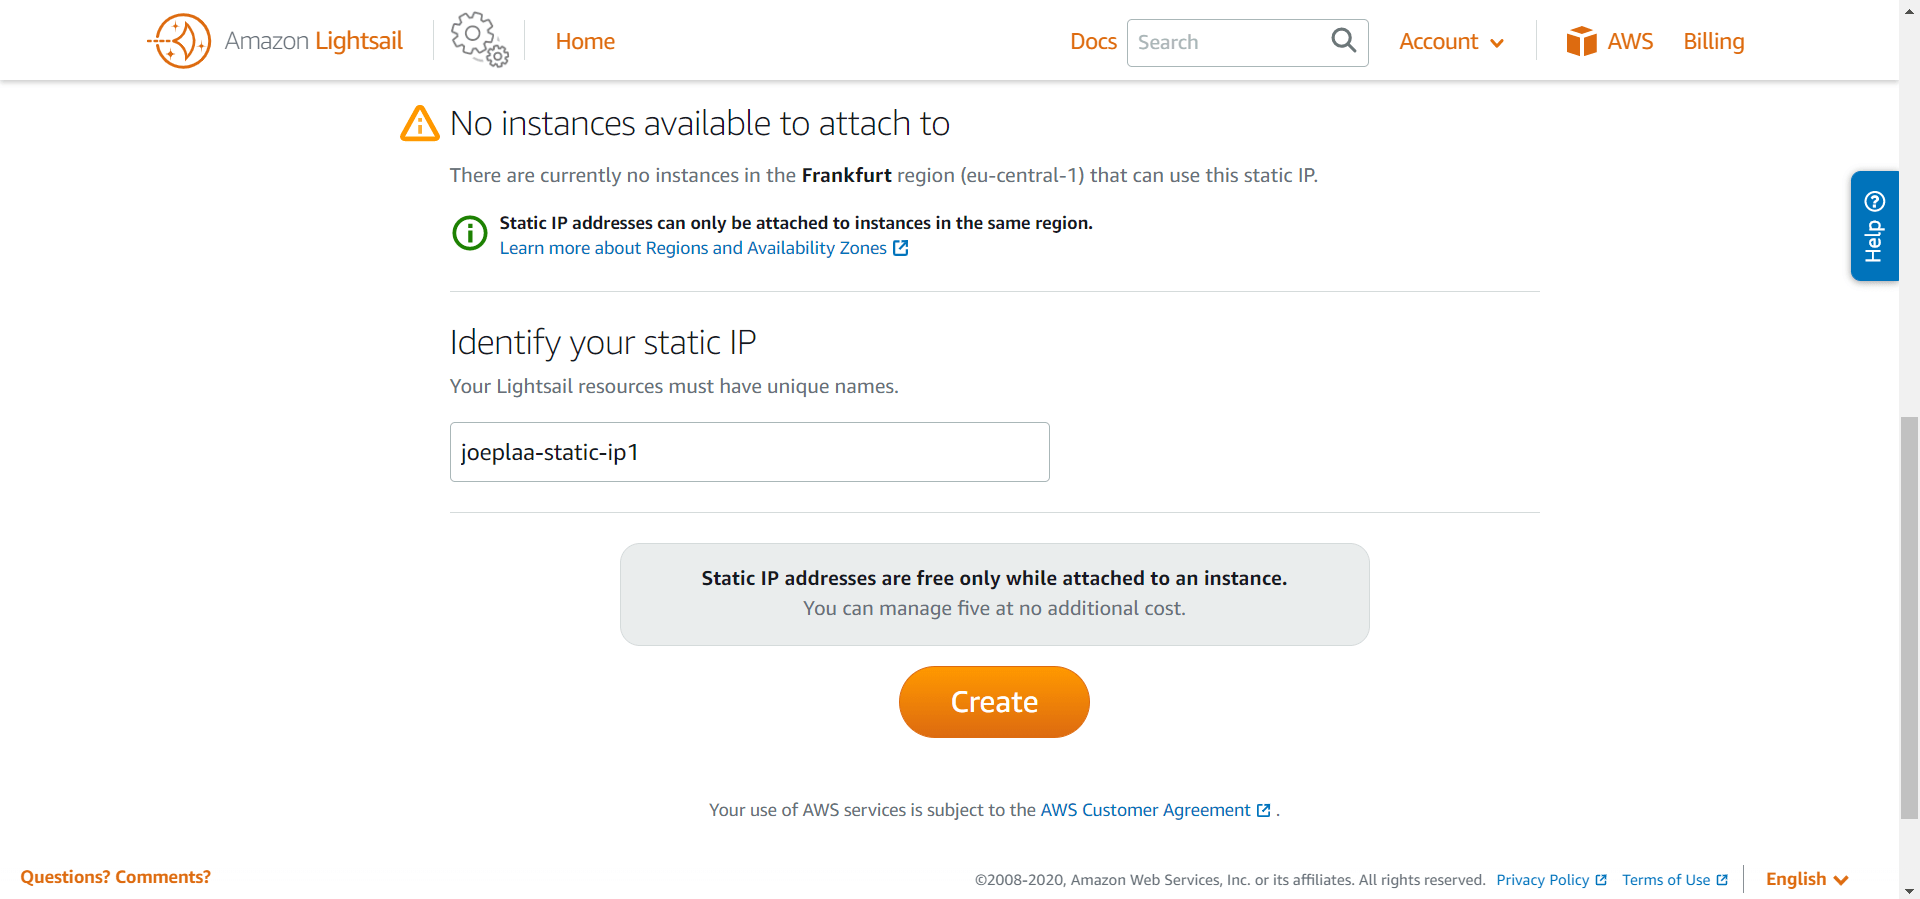 Amazon Lightsail
Home
Docs
Search
Account
AWS
Billing
No instances available to attach to
There are currently no instances in the Frankfurt region (eu-central-1) that can use this static IP.
Static IP addresses can only be attached to instances in the same region.
Learn more about Regions and Availability Zones
Help
Identify your static IP
Your Lightsail resources must have unique names.
joeplaa-static-ip1
Static IP addresses are free only while attached to an instance.
You can manage five at no additional cost.
Create
Your use of AWS services is subject to the AWS Customer Agreement .
Questions? Comments?
©2008-2020, Amazon Web Services, Inc. or its affiliates. All rights reserved. Privacy Policy Terms of Use
English